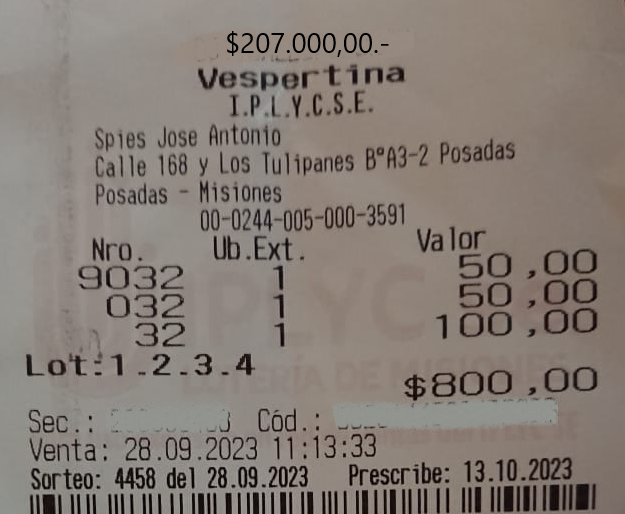 $207.000,00.-
Vespertina
I.P.L.Y.C.S.E.
Spies Jose Antonio
Calle 168 y Los Tulipanes B°A3-2 Posadas
Posadas - Misiones
00-0244-005-000-3591
Nro. Ub.Ext. Valor
9032 1 50,00
032 1 50,00
32 1 100,00
Lot:1.2.3.4
$800,00
Sec.: Cód.:
Venta: 28.09.2023 11:13:33
Sorteo: 4458 del 28.09.2023 Prescribe: 13.10.2023